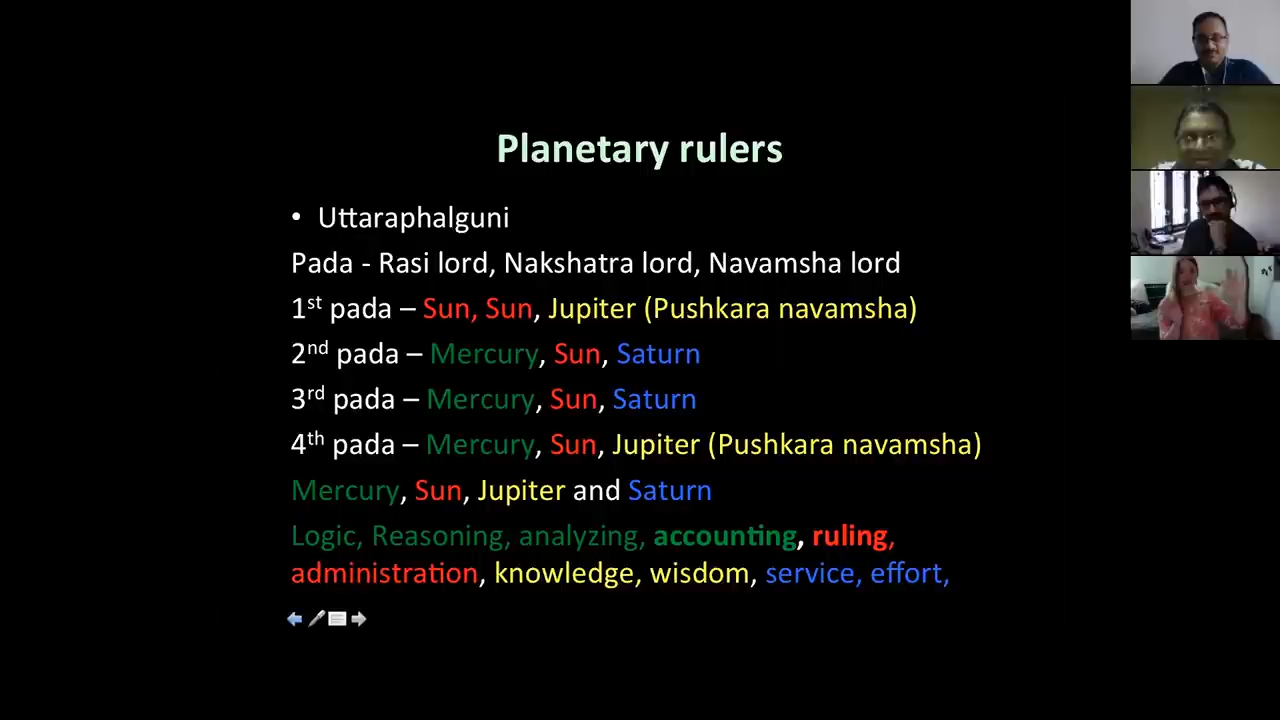 Planetary rulers
• Uttaraphalguni
Pada - Rasi lord, Nakshatra lord, Navamsha lord
1st pada – Sun, Sun, Jupiter (Pushkara navamsha)
2nd pada – Mercury, Sun, Saturn
3rd pada – Mercury, Sun, Saturn
4th pada – Mercury, Sun, Jupiter (Pushkara navamsha)
Mercury, Sun, Jupiter and Saturn
Logic, Reasoning, analyzing, accounting, ruling,
administration, knowledge, wisdom, service, effort,